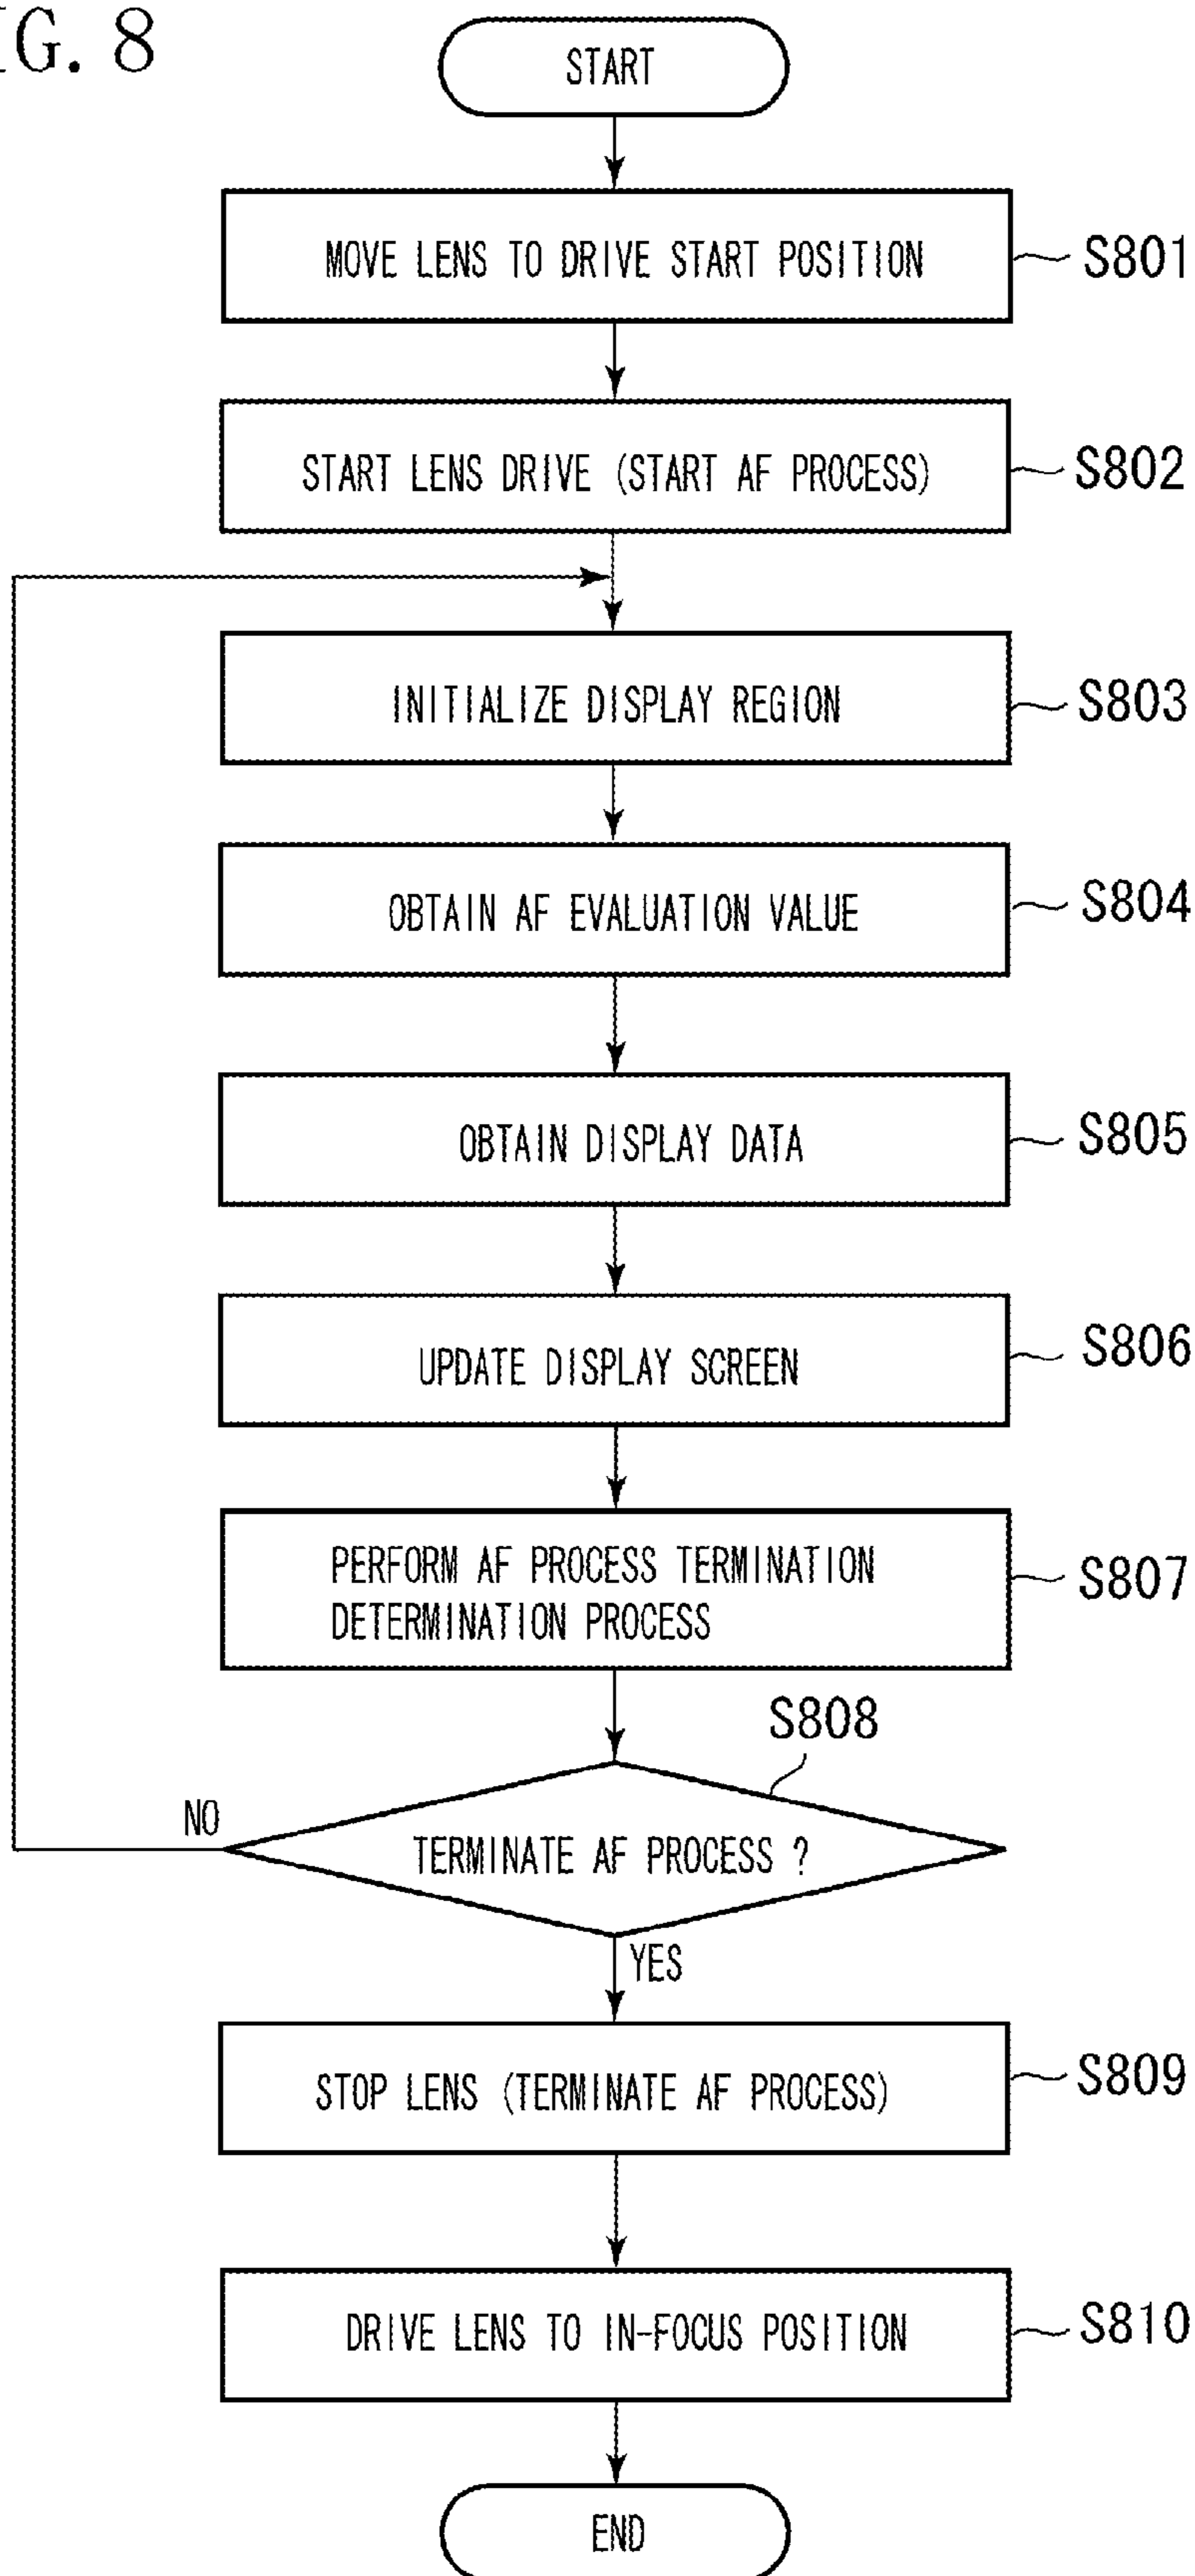 IG. 8
START
MOVE LENS TO DRIVE START POSITION
S801
START LENS DRIVE (START AF PROCESS)
S802
INITIALIZE DISPLAY REGION
S803
OBTAIN AF EVALUATION VALUE
S804
OBTAIN DISPLAY DATA
S805
UPDATE DISPLAY SCREEN
S806
PERFORM AF PROCESS TERMINATION
DETERMINATION PROCESS
S807
S808
NO
TERMINATE AF PROCESS ?
YES
STOP LENS (TERMINATE AF PROCESS)
S809
DRIVE LENS TO IN-FOCUS POSITION
S810
END